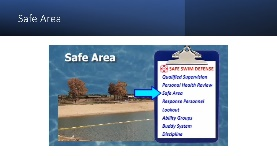 Safe Area
Safe Area
SAFE SWIM DEFENSE
Qualified Supervision
Personal Health Review
Safe Area
Response Personnel
Lookout
Ability Groups
Buddy System
Discipline